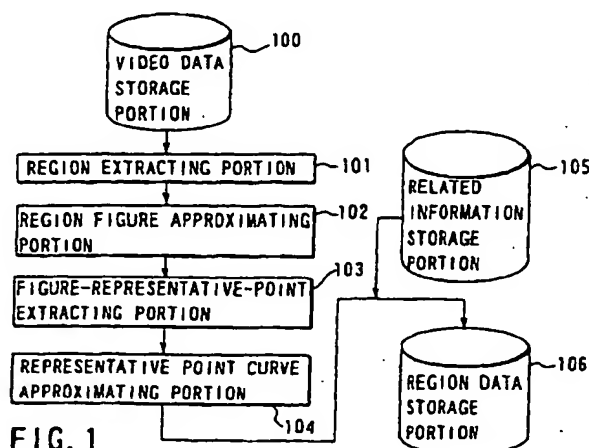 100
VIDEO DATA
STORAGE
PORTION
REGION EXTRACTING PORTION
101
REGION FIGURE APPROXIMATING
PORTION
102
FIGURE-REPRESENTATIVE-POINT
EXTRACTING PORTION
103
REPRESENTATIVE POINT CURVE
APPROXIMATING PORTION
104
RELATED
INFORMATION
STORAGE
PORTION
105
REGION DATA
STORAGE
PORTION
106
FIG. 1